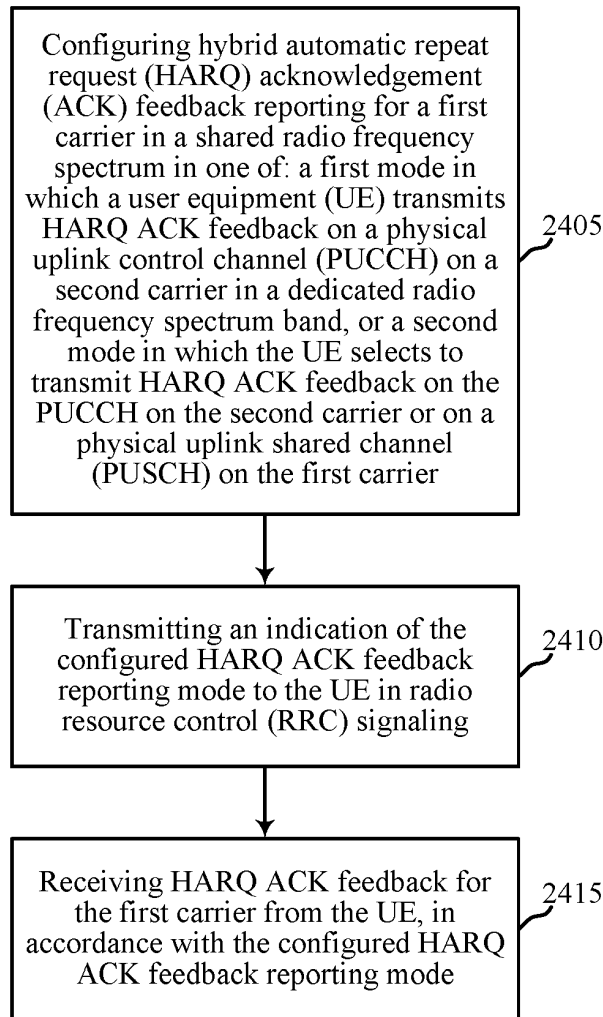 Configuring hybrid automatic repeat
request (HARQ) acknowledgement
(ACK) feedback reporting for a first
carrier in a shared radio frequency
spectrum in one of: a first mode in
which a user equipment (UE) transmits
HARQ ACK feedback on a physical
uplink control channel (PUCCH) on a
second carrier in a dedicated radio
frequency spectrum band, or a second
mode in which the UE selects to
transmit HARQ ACK feedback on the
PUCCH on the second carrier or on a
physical uplink shared channel
(PUSCH) on the first carrier
2405
Transmitting an indication of the
configured HARQ ACK feedback
reporting mode to the UE in radio
resource control (RRC) signaling
2410
Receiving HARQ ACK feedback for
the first carrier from the UE, in
accordance with the configured HARQ
ACK feedback reporting mode
2415